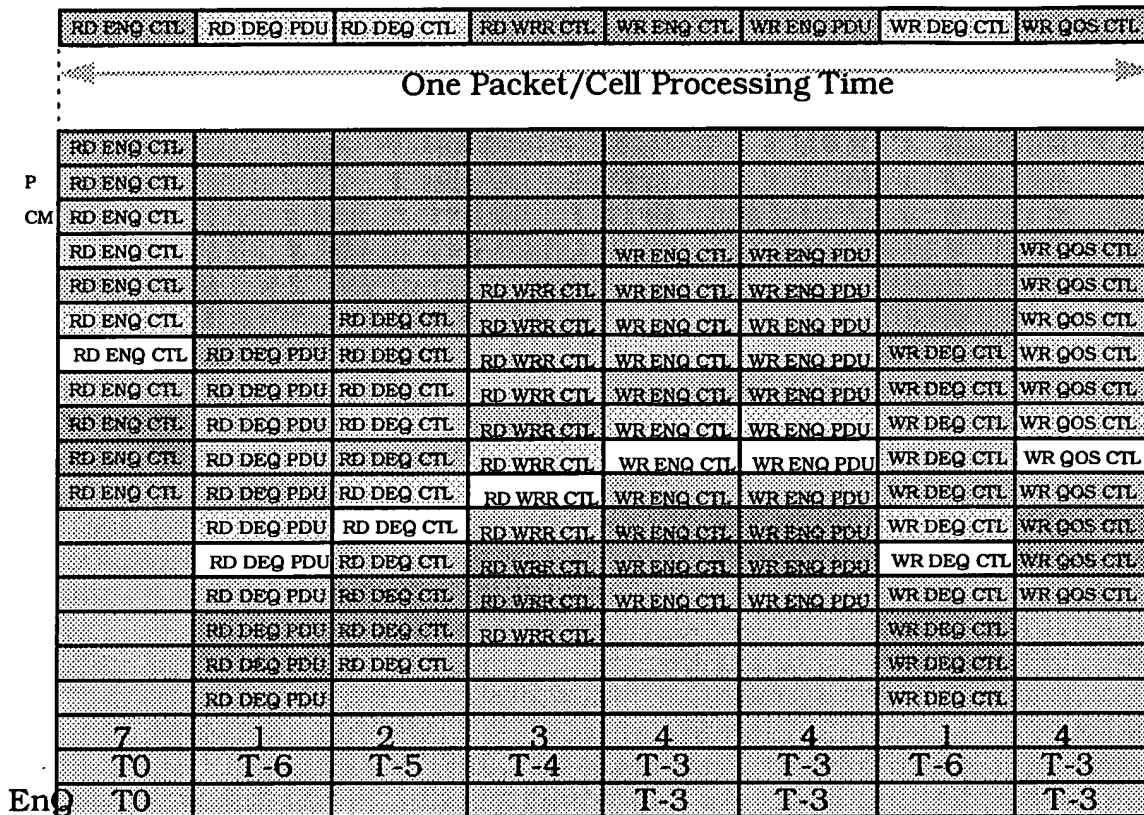 RD ENQ CTL RD DEQ PDU RD DEQ CTL RD WRR CTL WR ENQ CTL WR ENQ PDU WR DEQ CTL WR QOS CTL
One Packet/Cell Processing Time
RD ENQ CTL
P RD ENQ CTL
CM RD ENQ CTL
RD ENQ CTL WR ENQ CTL WR ENQ PDU WR QOS CTL
RD ENQ CTL RD WRR CTL WR ENQ CTL WR ENQ PDU WR QOS CTL
RD ENQ CTL RD DEQ CTL RD WRR CTL WR ENQ CTL WR ENQ PDU WR QOS CTL
RD ENQ CTL RD DEQ PDU RD DEQ CTL RD WRR CTL WR ENQ CTL WR ENQ PDU WR DEQ CTL WR QOS CTL
RD ENQ CTL RD DEQ PDU RD DEQ CTL RD WRR CTL WR ENQ CTL WR ENQ PDU WR DEQ CTL WR QOS CTL
RD ENQ CTL RD DEQ PDU RD DEQ CTL RD WRR CTL WR ENQ CTL WR ENQ PDU WR DEQ CTL WR QOS CTL
RD ENQ CTL RD DEQ PDU RD DEQ CTL RD WRR CTL WR ENQ CTL WR ENQ PDU WR DEQ CTL WR QOS CTL
RD ENQ CTL RD DEQ PDU RD DEQ CTL RD WRR CTL WR ENQ CTL WR ENQ PDU WR DEQ CTL WR QOS CTL
RD DEQ PDU RD DEQ CTL RD WRR CTL WR ENQ CTL WR ENQ PDU WR DEQ CTL WR QOS CTL
RD DEQ PDU RD DEQ CTL RD WRR CTL WR ENQ CTL WR ENQ PDU WR DEQ CTL WR QOS CTL
RD DEQ PDU RD DEQ CTL RD WRR CTL WR ENQ CTL WR ENQ PDU WR DEQ CTL WR QOS CTL
RD DEQ PDU RD DEQ CTL RD WRR CTL WR DEQ CTL
RD DEQ PDU RD DEQ CTL WR DEQ CTL
RD DEQ PDU WR DEQ CTL
7 1 2 3 4 4 1 4
T0 T-6 T-5 T-4 T-3 T-3 T-6 T-3
EnQ T0 T-3 T-3 T-3